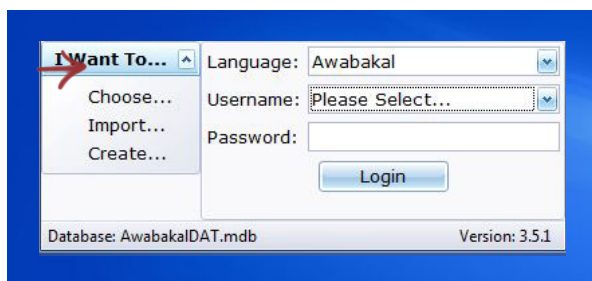 I Want To...
Choose...
Import...
Create...
Language: Awabakal
Username: Please Select...
Password:
Login
Database: AwabakalDAT.mdb Version: 3.5.1